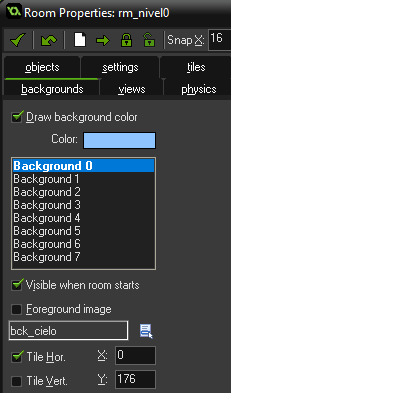 Room Properties: rm_nivel0
Snap X: 16
objects settings tiles
backgrounds views physics
Draw background color
Color:
Background 0
Background 1
Background 2
Background 3
Background 4
Background 5
Background 6
Background 7
Visible when room starts
Foreground image
bck_cielo
Tile Hor. X: 0
Tile Vert. Y: 176